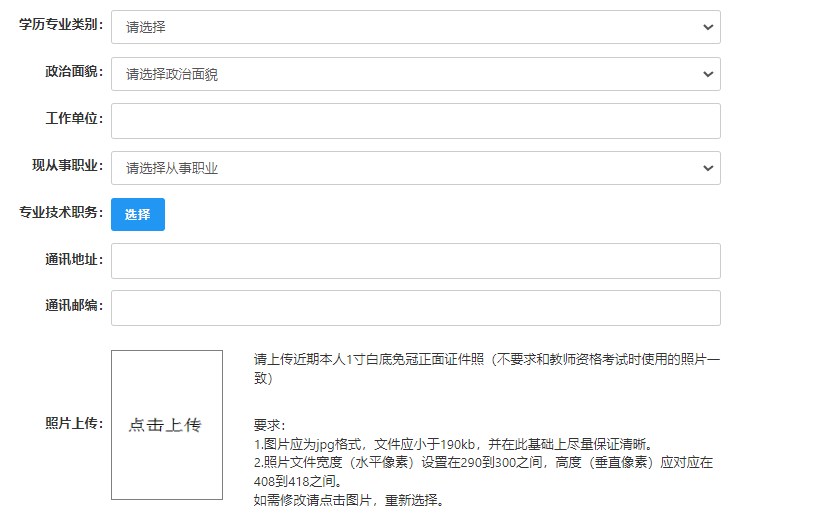 学历专业类别： 请选择
政治面貌： 请选择政治面貌
工作单位：
现从事职业： 请选择从事职业
专业技术职务： 选择
通讯地址：
通讯邮编：
请上传近期本人1寸白底免冠正面证件照（不要求和教师资格考试时使用的照片一
致）
照片上传： 点击上传
要求：
1.图片应为jpg格式，文件应小于190kb，并在此基础上尽量保证清晰。
2.照片文件宽度（水平像素）设置在290到300之间，高度（垂直像素）应对应在
408到418之间。
如需修改请点击图片，重新选择。